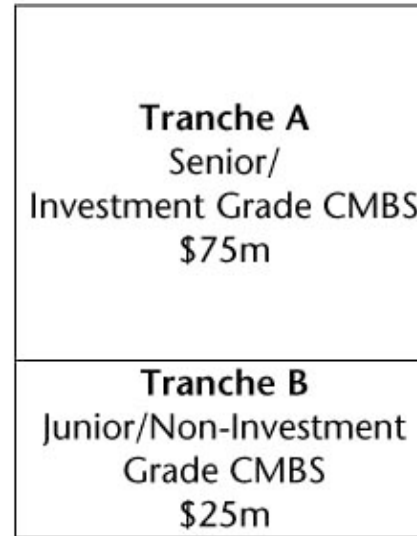 Tranche A
Senior/
Investment Grade CMBS
$75m
Tranche B
Junior/Non-Investment
Grade CMBS
$25m